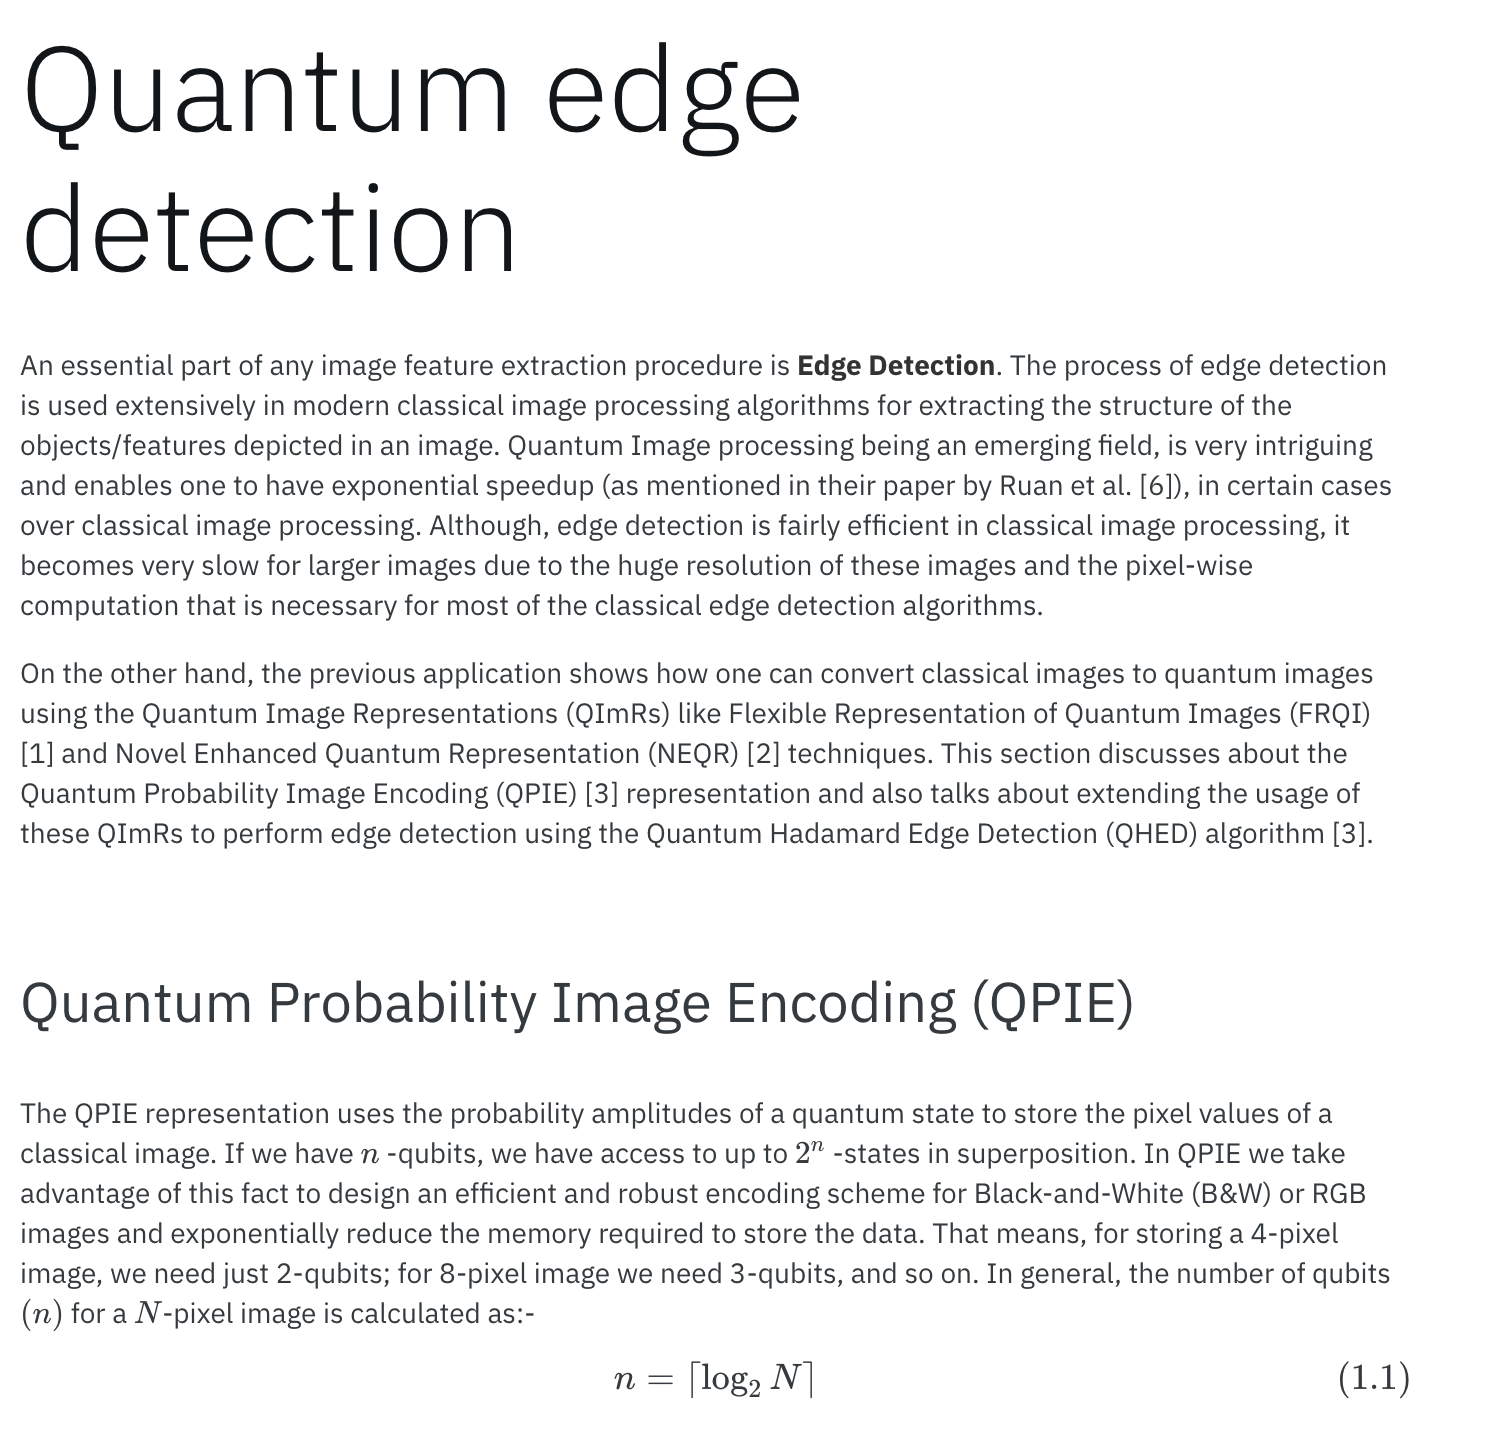 Quantum edge
detection
An essential part of any image feature extraction procedure is Edge Detection. The process of edge detection
is used extensively in modern classical image processing algorithms for extracting the structure of the
objects/features depicted in an image. Quantum Image processing being an emerging field, is very intriguing
and enables one to have exponential speedup (as mentioned in their paper by Ruan et al. [6]), in certain cases
over classical image processing. Although, edge detection is fairly efficient in classical image processing, it
becomes very slow for larger images due to the huge resolution of these images and the pixel-wise
computation that is necessary for most of the classical edge detection algorithms.
On the other hand, the previous application shows how one can convert classical images to quantum images
using the Quantum Image Representations (QImRs) like Flexible Representation of Quantum Images (FRQI)
[1] and Novel Enhanced Quantum Representation (NEQR) [2] techniques. This section discusses about the
Quantum Probability Image Encoding (QPIE) [3] representation and also talks about extending the usage of
these QImRs to perform edge detection using the Quantum Hadamard Edge Detection (QHED) algorithm [3].
Quantum Probability Image Encoding (QPIE)
The QPIE representation uses the probability amplitudes of a quantum state to store the pixel values of a
classical image. If we have n -qubits, we have access to up to 2ⁿ -states in superposition. In QPIE we take
advantage of this fact to design an efficient and robust encoding scheme for Black-and-White (B&W) or RGB
images and exponentially reduce the memory required to store the data. That means, for storing a 4-pixel
image, we need just 2-qubits; for 8-pixel image we need 3-qubits, and so on. In general, the number of qubits
(n) for a N-pixel image is calculated as:-
n = ⌈log₂ N⌉ (1.1)